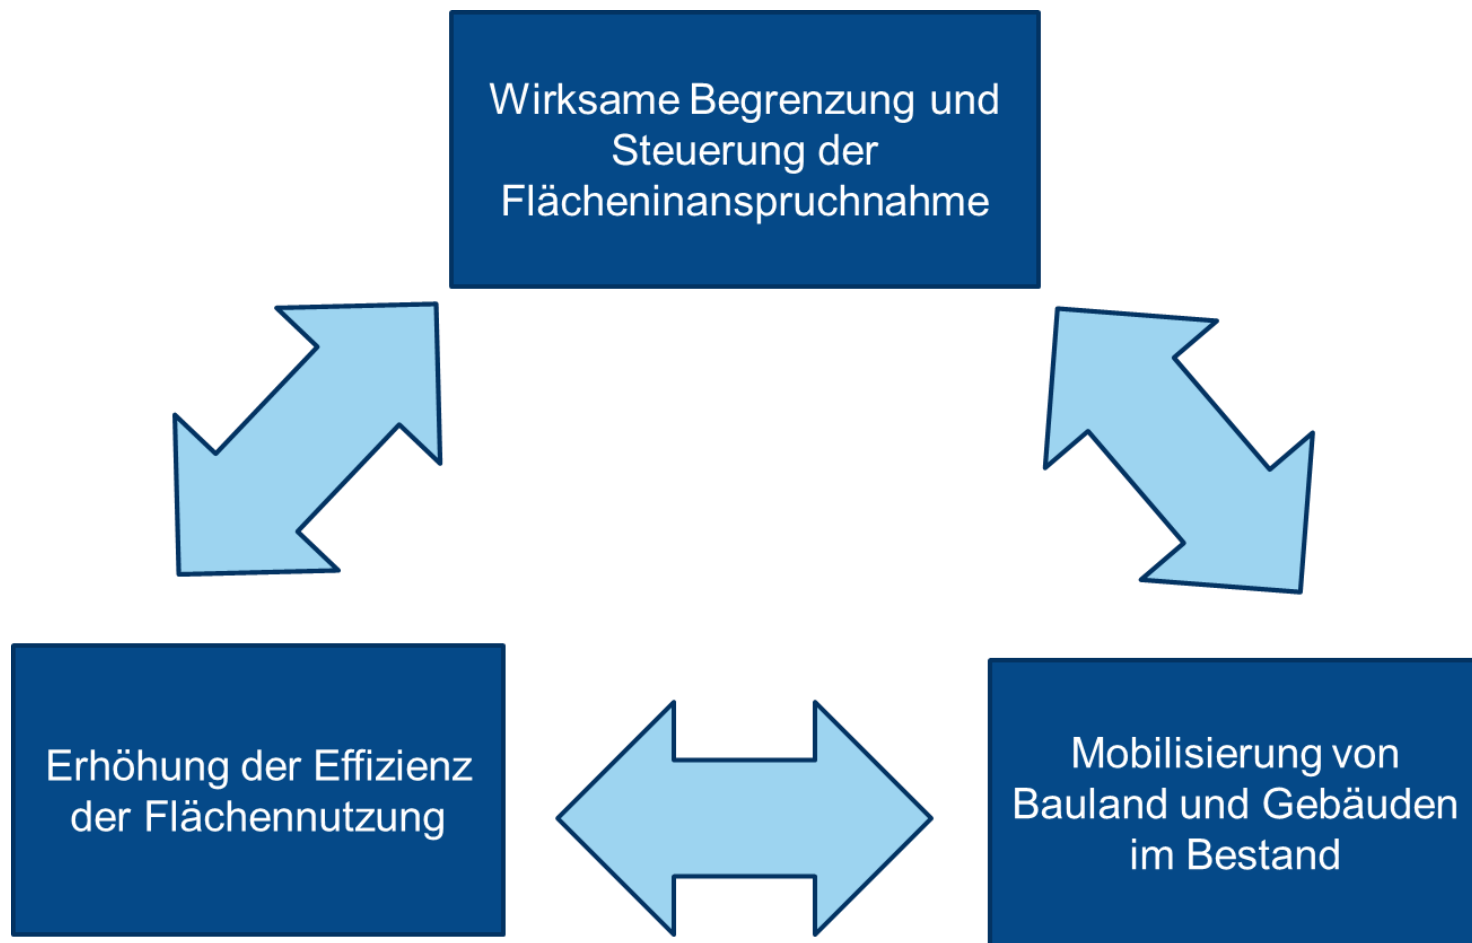 Wirksame Begrenzung und
Steuerung der
Flächeninanspruchnahme
Erhöhung der Effizienz
der Flächennutzung
Mobilisierung von
Bauland und Gebäuden
im Bestand